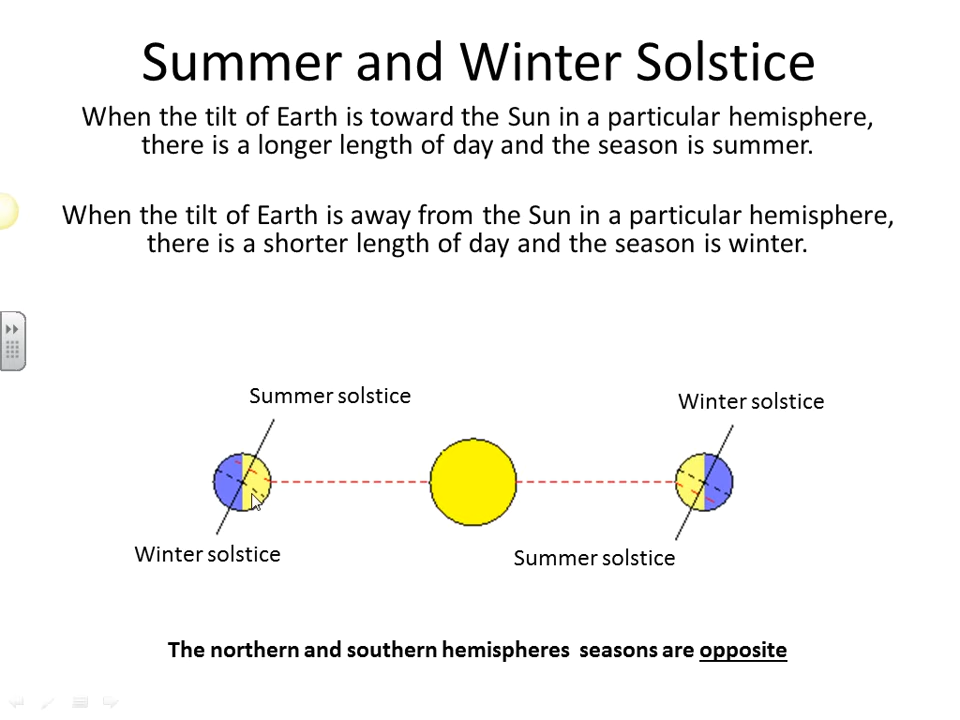 Summer and Winter Solstice
When the tilt of Earth is toward the Sun in a particular hemisphere,
there is a longer length of day and the season is summer.
When the tilt of Earth is away from the Sun in a particular hemisphere,
there is a shorter length of day and the season is winter.
Summer solstice
Winter solstice
Winter solstice
Summer solstice
The northern and southern hemispheres seasons are opposite